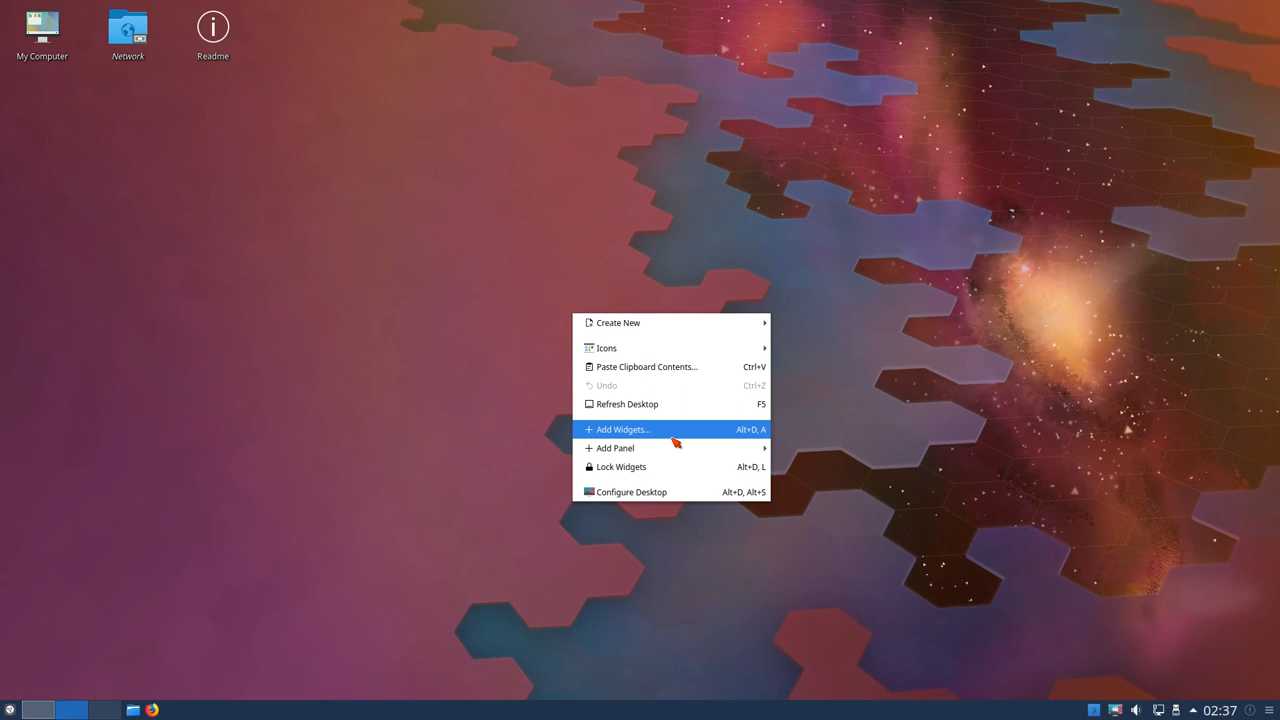 My Computer
Network
Readme
Create New
Icons
Paste Clipboard Contents... Ctrl+V
Undo Ctrl+Z
Refresh Desktop F5
Add Widgets... Alt+D, A
Add Panel
Lock Widgets Alt+D, L
Configure Desktop Alt+D, Alt+S
02:37